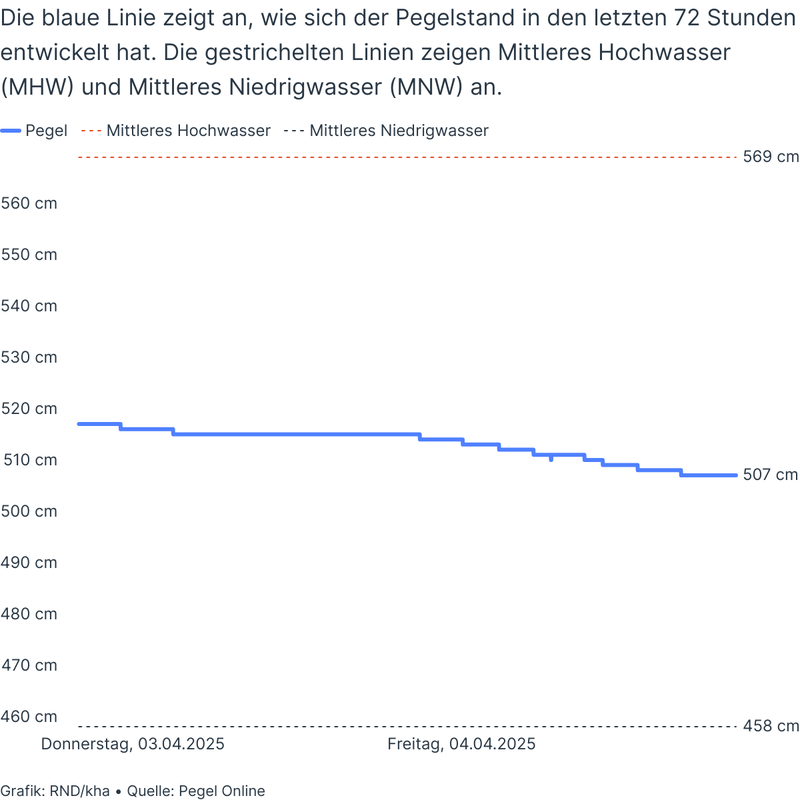 Die blaue Linie zeigt an, wie sich der Pegelstand in den letzten 72 Stunden
entwickelt hat. Die gestrichelten Linien zeigen Mittleres Hochwasser
(MHW) und Mittleres Niedrigwasser (MNW) an.
Pegel Mittleres Hochwasser Mittleres Niedrigwasser
569 cm
560 cm
550 cm
540 cm
530 cm
520 cm
510 cm
507 cm
500 cm
490 cm
480 cm
470 cm
460 cm
458 cm
Donnerstag, 03.04.2025 Freitag, 04.04.2025
Grafik: RND/kha • Quelle: Pegel Online